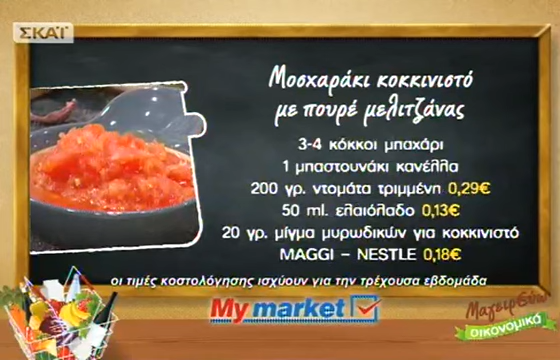 ΣΚΑΪ
Μοσχαράκι κοκκινιστό
με πουρέ μελιτζάνας
3-4 κόκκοι μπαχάρι
1 μπαστουνάκι κανέλλα
200 γρ. ντομάτα τριμμένη 0,29€
50 ml. ελαιόλαδο 0,13€
20 γρ. μίγμα μυρωδικών για κοκκινιστό
MAGGI – NESTLE 0,18€
οι τιμές κοστολόγησης ισχύουν για την τρέχουσα εβδομάδα
My market
Μαγειρεύω
οικονομικά